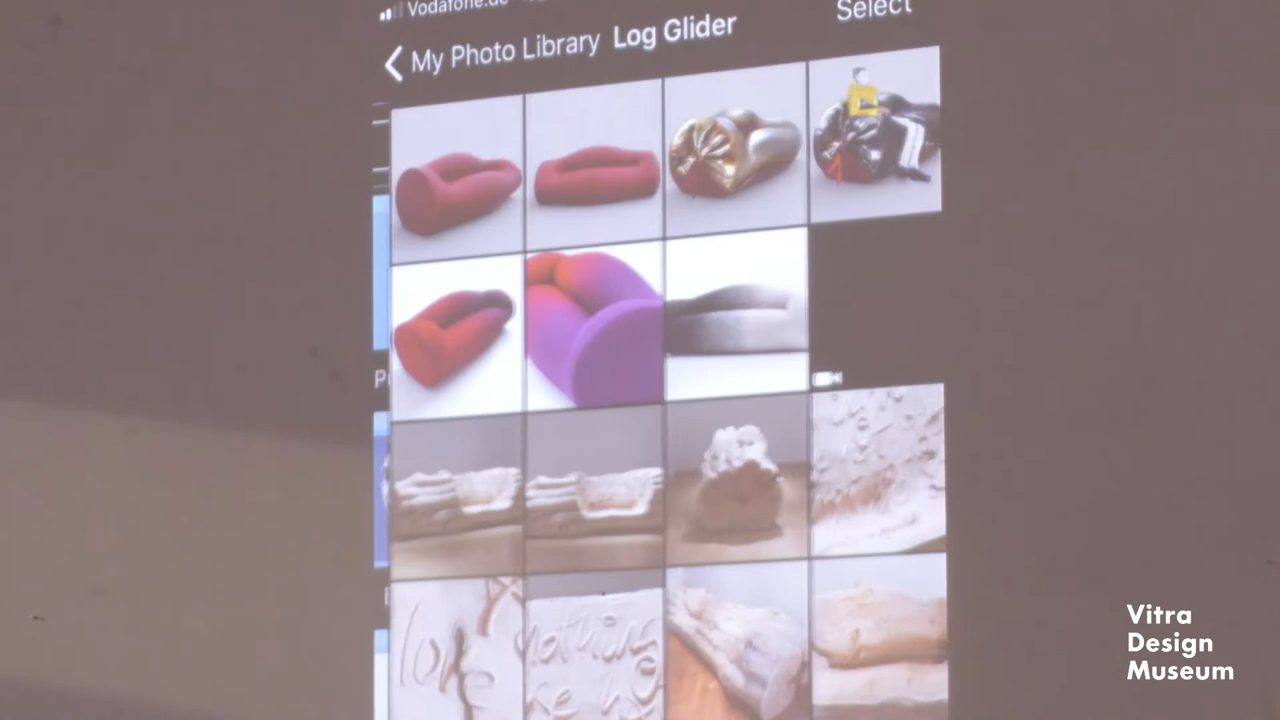 Vodafone.de
Select
My Photo Library Log Glider
love
nothing
Vitra
Design
Museum